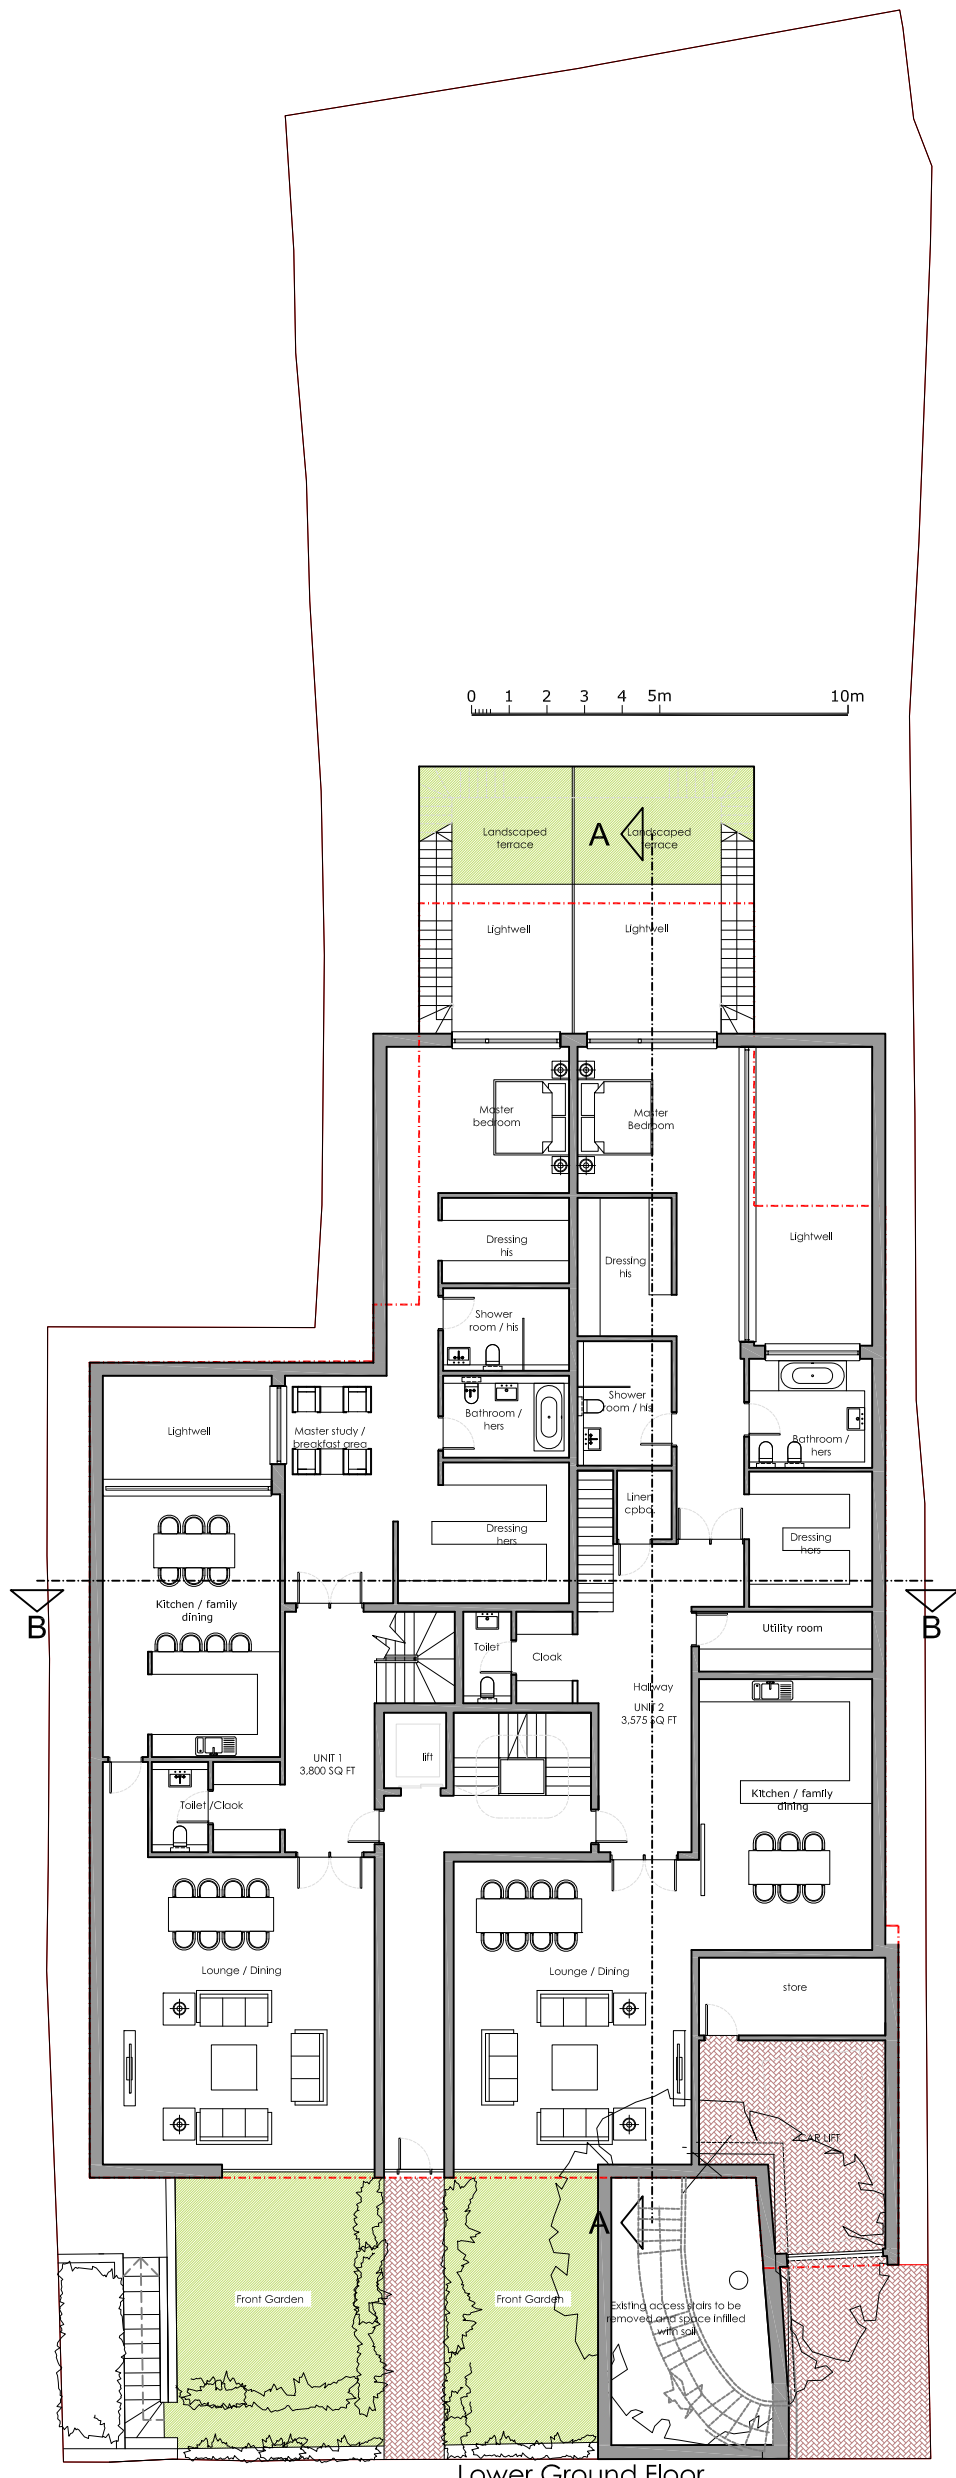 0 1 2 3 4 5m 10m
Landscaped
terrace
A
Landscaped
terrace
Lightwell
Lightwell
Master
bedroom
Master
Bedroom
Dressing
his
Dressing
his
Lightwell
Shower
room / his
Shower
room / his
Bathroom /
hers
Bathroom /
hers
Lightwell
Master study /
breakfast area
Linen
cpbd.
Dressing
hers
Dressing
hers
B
B
Kitchen / family
dining
Toilet
Cloak
Utility room
Hallway
UNIT 2
3,575 SQ FT
UNIT 1
3,800 SQ FT
lift
Toilet /Claok
Kitchen / family
dining
Lounge / Dining
Lounge / Dining
store
CAR LIFT
A
Front Garden
Front Garden
Existing access stairs to be
removed and space infilled
with soil
Lower Ground Floor